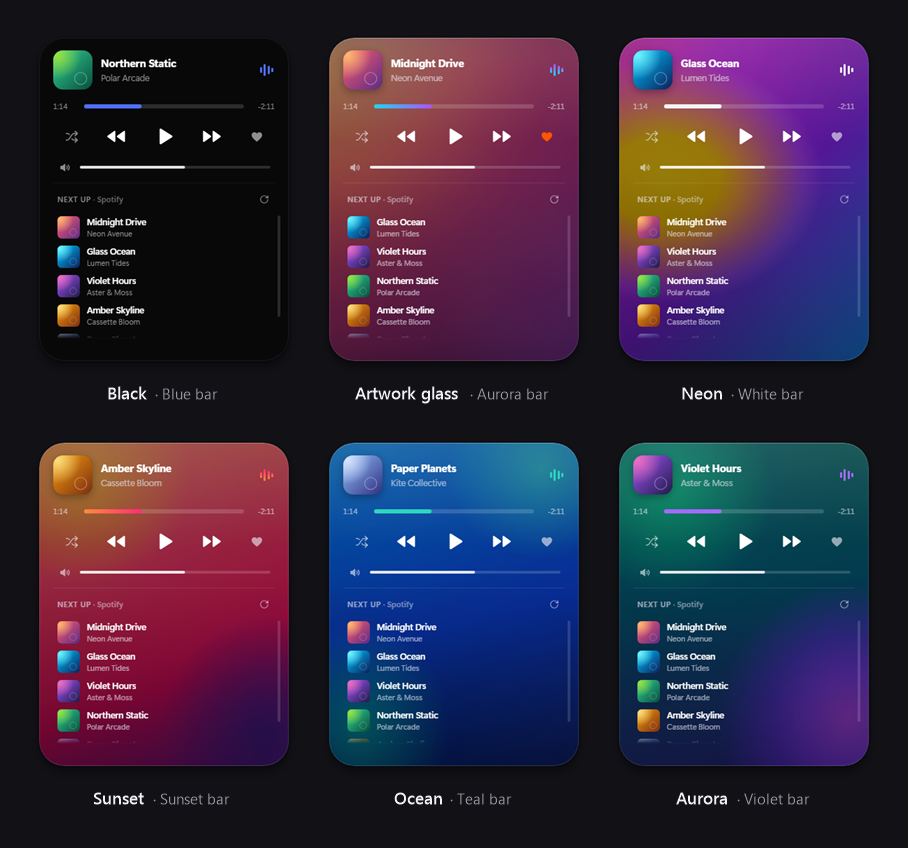 Northern Static
Polar Arcade
1:14 -2:11
NEXT UP · Spotify
Midnight Drive
Neon Avenue
Glass Ocean
Lumen Tides
Violet Hours
Aster & Moss
Amber Skyline
Cassette Bloom
Black · Blue bar
Midnight Drive
Neon Avenue
1:14 -2:11
NEXT UP · Spotify
Glass Ocean
Lumen Tides
Violet Hours
Aster & Moss
Northern Static
Polar Arcade
Amber Skyline
Cassette Bloom
Artwork glass · Aurora bar
Glass Ocean
Lumen Tides
1:14 -2:11
NEXT UP · Spotify
Midnight Drive
Neon Avenue
Violet Hours
Aster & Moss
Northern Static
Polar Arcade
Amber Skyline
Cassette Bloom
Neon · White bar
Amber Skyline
Cassette Bloom
1:14 -2:11
NEXT UP · Spotify
Midnight Drive
Neon Avenue
Glass Ocean
Lumen Tides
Violet Hours
Aster & Moss
Northern Static
Polar Arcade
Sunset · Sunset bar
Paper Planets
Kite Collective
1:14 -2:11
NEXT UP · Spotify
Midnight Drive
Neon Avenue
Glass Ocean
Lumen Tides
Violet Hours
Aster & Moss
Northern Static
Polar Arcade
Ocean · Teal bar
Violet Hours
Aster & Moss
1:14 -2:11
NEXT UP · Spotify
Midnight Drive
Neon Avenue
Glass Ocean
Lumen Tides
Northern Static
Polar Arcade
Amber Skyline
Cassette Bloom
Aurora · Violet bar